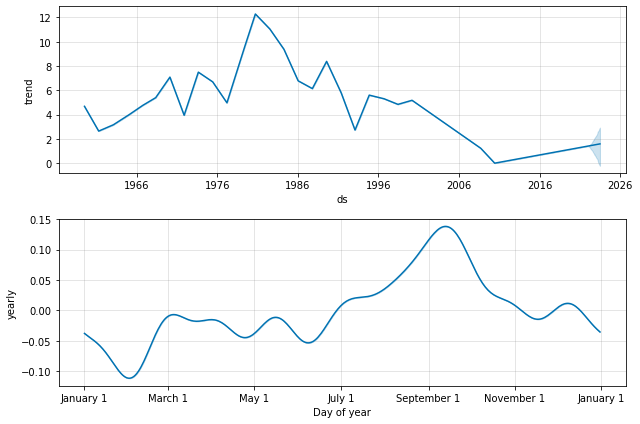 12
10
8
6
4
2
0
trend
1966 1976 1986 1996 2006 2016 2026
ds
0.15
0.10
0.05
0.00
−0.05
−0.10
yearly
January 1 March 1 May 1 July 1 September 1 November 1 January 1
Day of year